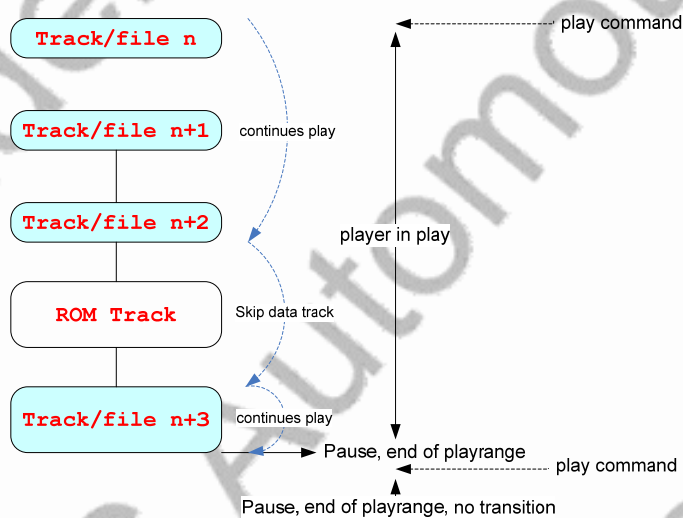 play command
Track/file n
Track/file n+1
continues play
Track/file n+2
player in play
ROM Track
Skip data track
Track/file n+3
continues play
Pause, end of playrange
play command
Pause, end of playrange, no transition